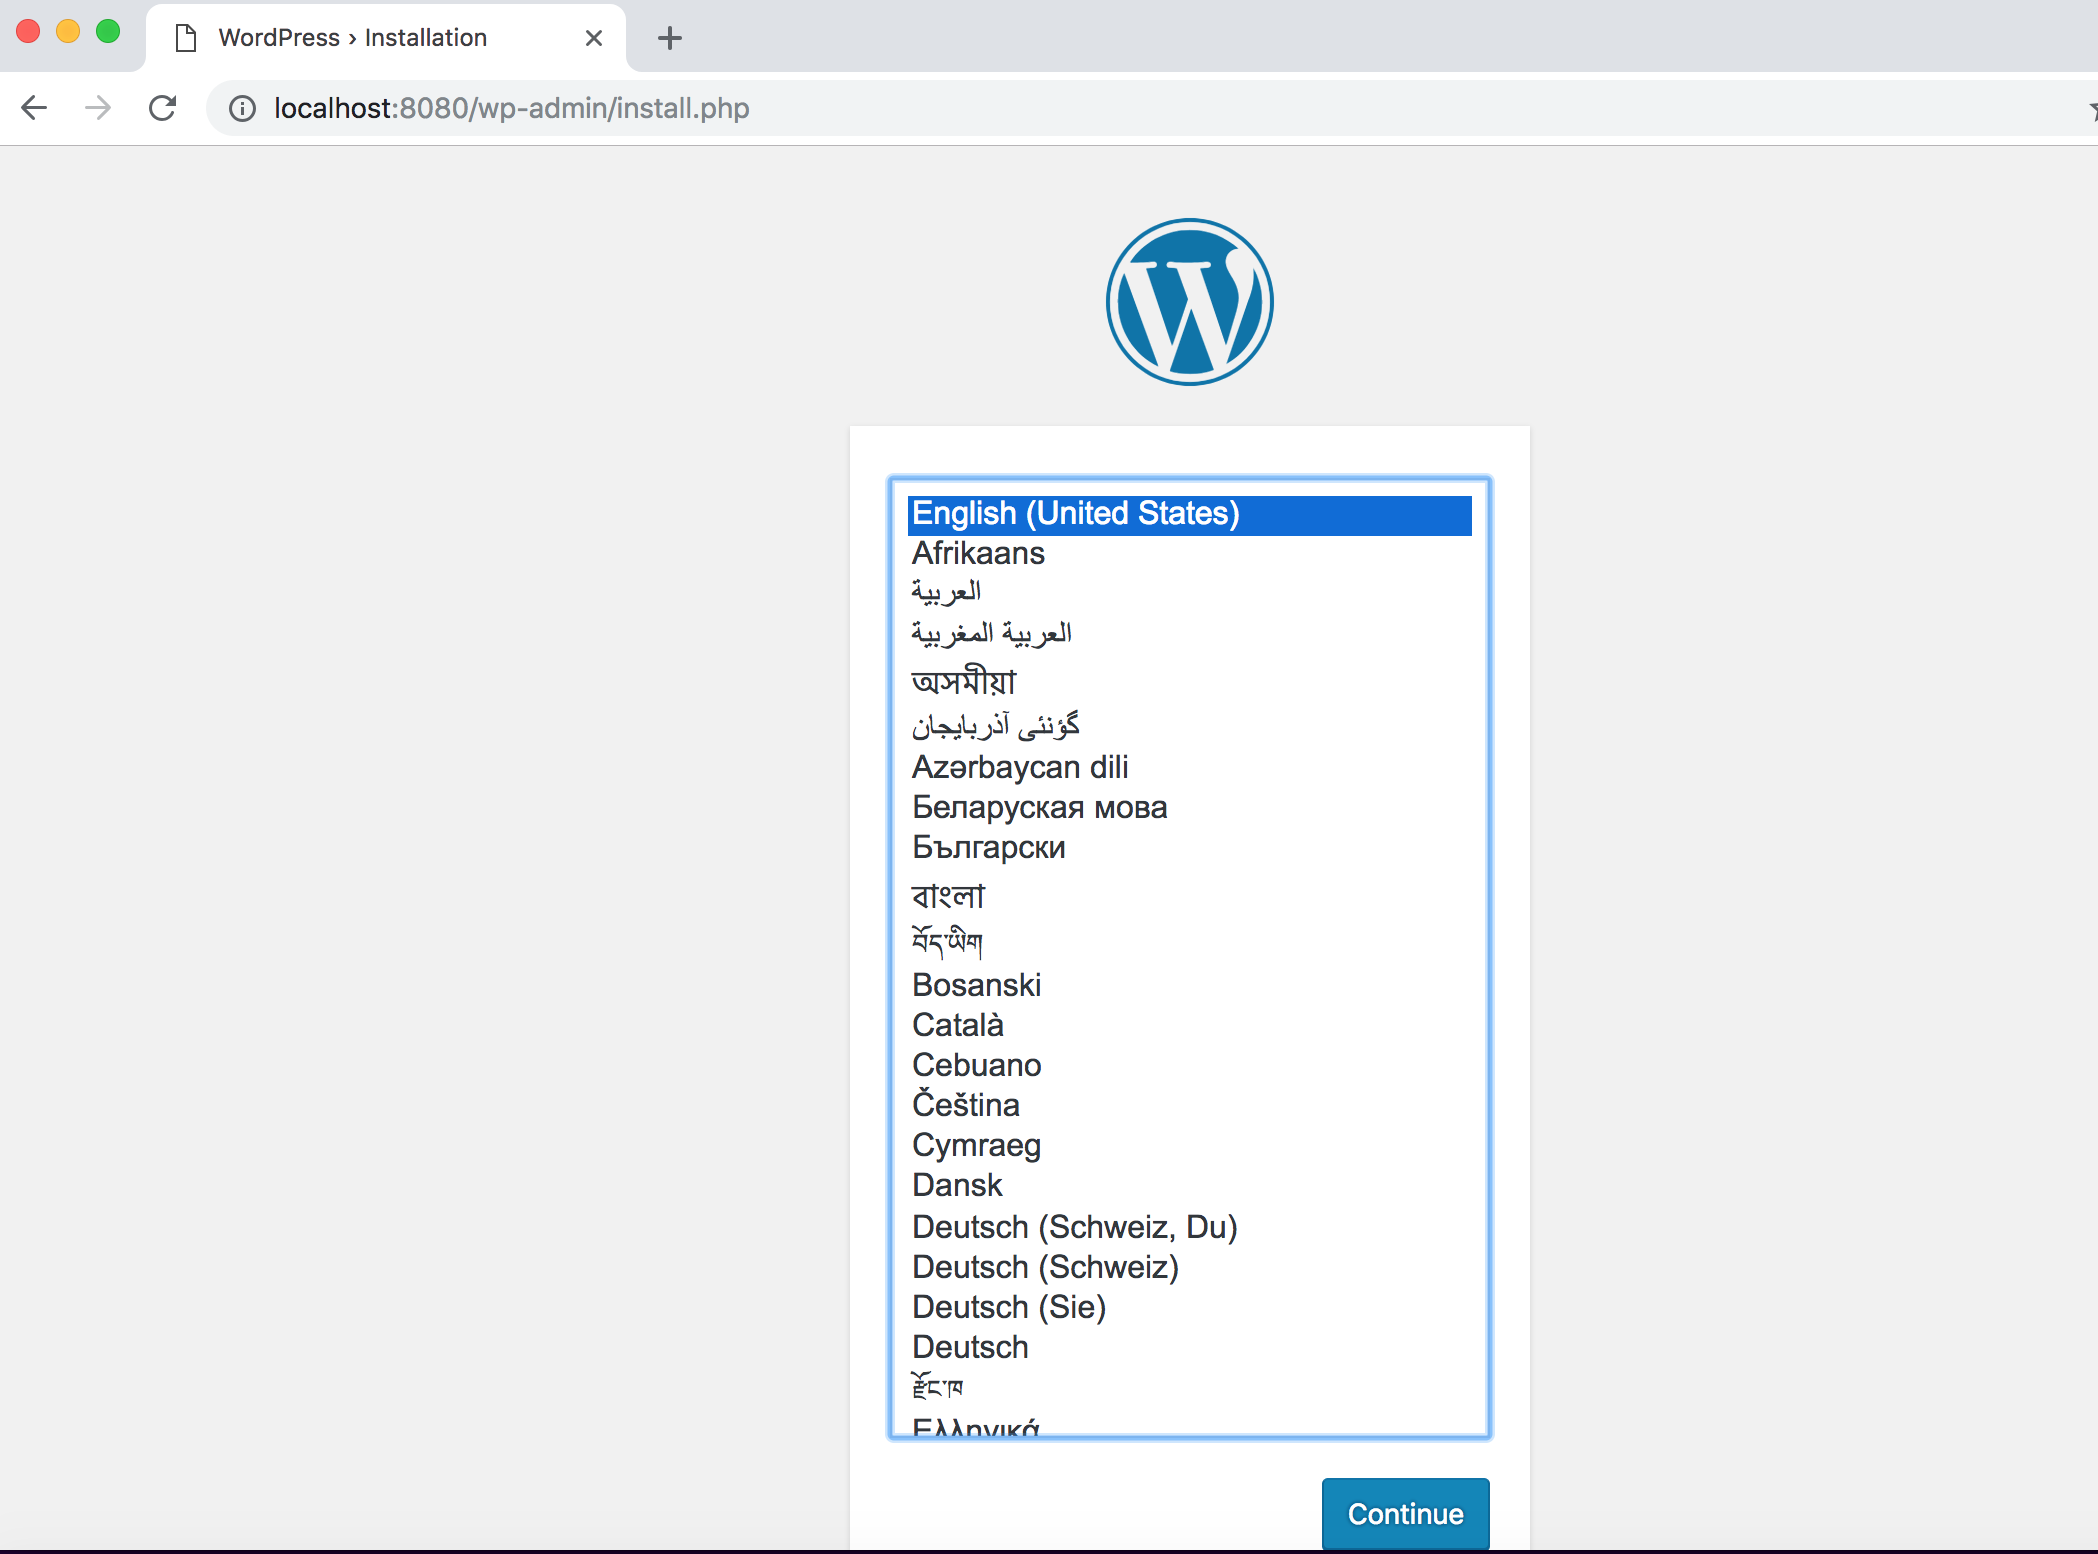 WordPress › Installation
localhost:8080/wp-admin/install.php
English (United States)
Afrikaans
العربية
العربية المغربية
অসমীয়া
گؤنئی آذربایجان
Azərbaycan dili
Беларуская мова
Български
বাংলা
བོད་ཡིག
Bosanski
Català
Cebuano
Čeština
Cymraeg
Dansk
Deutsch (Schweiz, Du)
Deutsch (Schweiz)
Deutsch (Sie)
Deutsch
རྫོང་ཁ
Ελληνικά
Continue